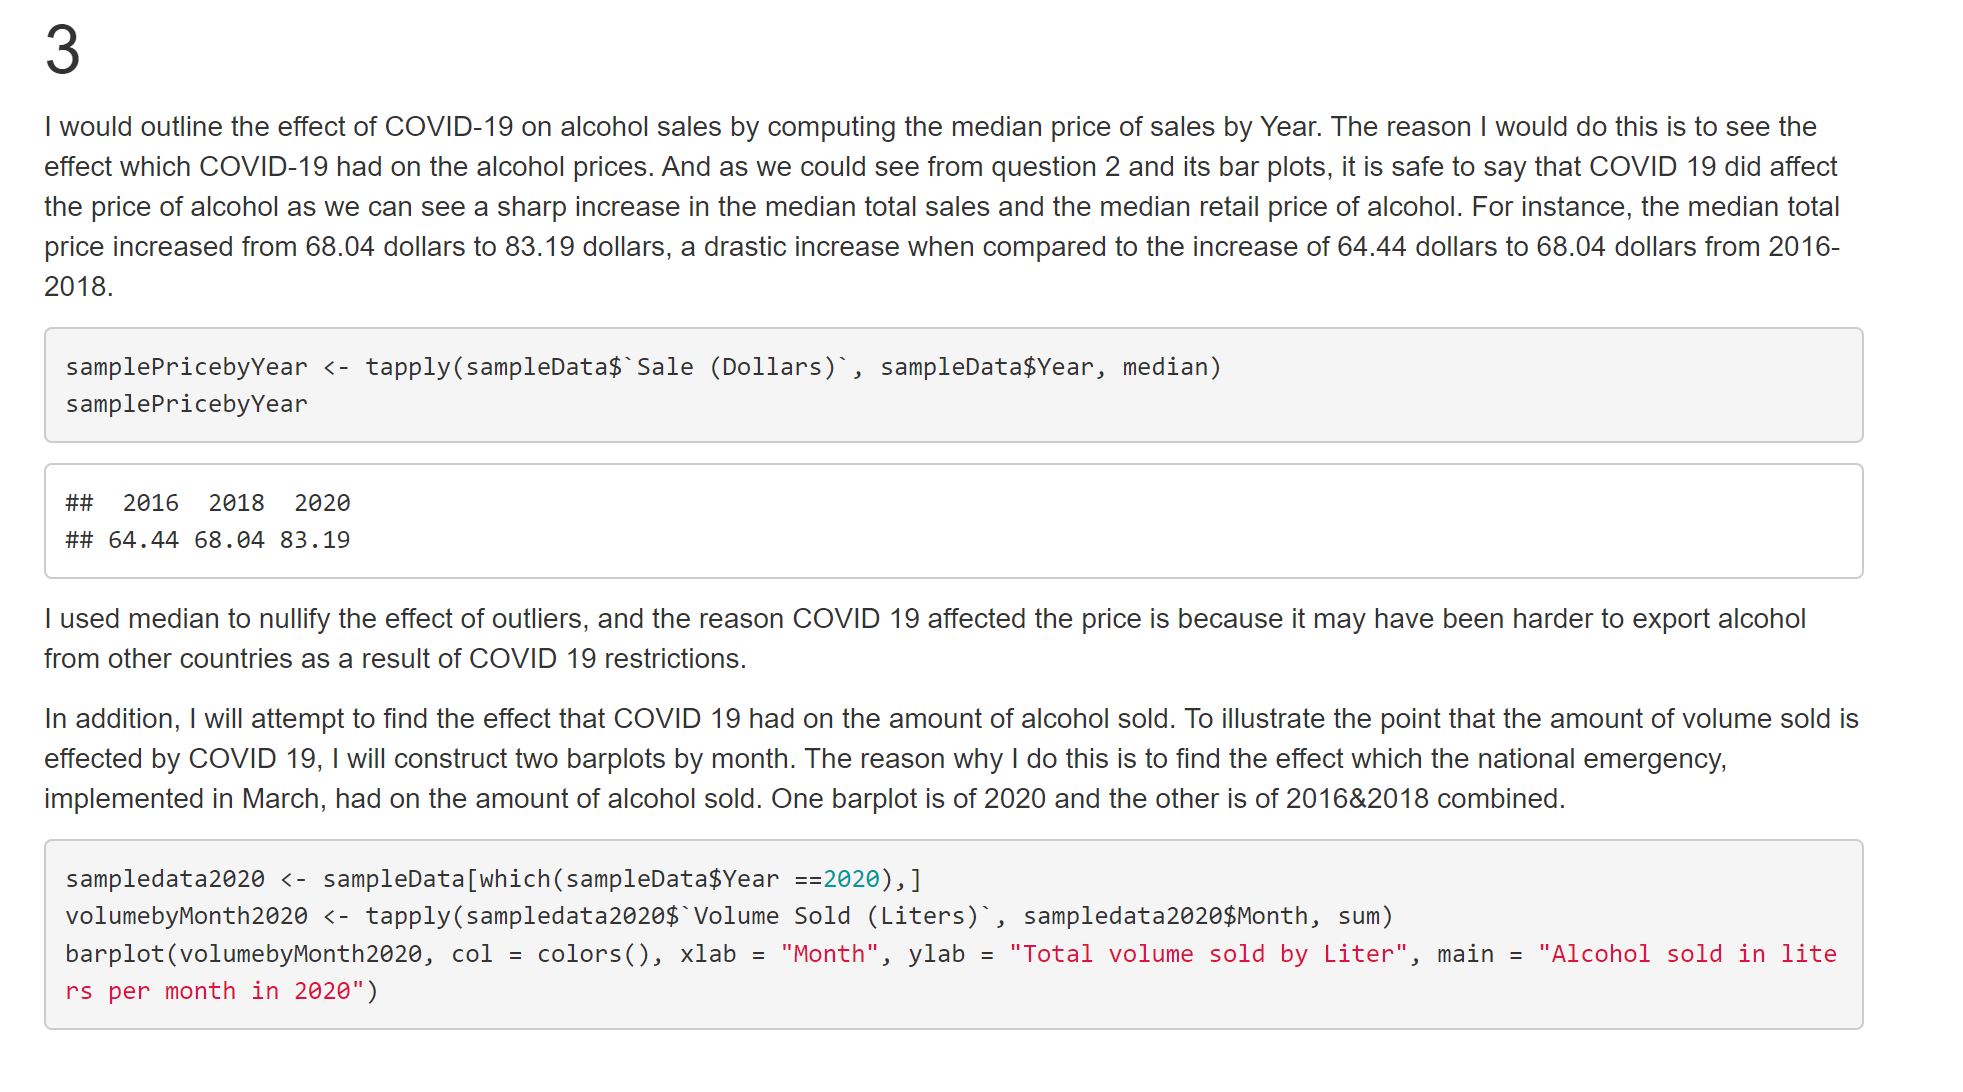 3
I would outline the effect of COVID-19 on alcohol sales by computing the median price of sales by Year. The reason I would do this is to see the
effect which COVID-19 had on the alcohol prices. And as we could see from question 2 and its bar plots, it is safe to say that COVID 19 did affect
the price of alcohol as we can see a sharp increase in the median total sales and the median retail price of alcohol. For instance, the median total
price increased from 68.04 dollars to 83.19 dollars, a drastic increase when compared to the increase of 64.44 dollars to 68.04 dollars from 2016-
2018.
samplePricebyYear <- tapply(sampleData$`Sale (Dollars)`, sampleData$Year, median)
samplePricebyYear
##  2016  2018  2020
## 64.44 68.04 83.19
I used median to nullify the effect of outliers, and the reason COVID 19 affected the price is because it may have been harder to export alcohol
from other countries as a result of COVID 19 restrictions.
In addition, I will attempt to find the effect that COVID 19 had on the amount of alcohol sold. To illustrate the point that the amount of volume sold is
effected by COVID 19, I will construct two barplots by month. The reason why I do this is to find the effect which the national emergency,
implemented in March, had on the amount of alcohol sold. One barplot is of 2020 and the other is of 2016&2018 combined.
sampledata2020 <- sampleData[which(sampleData$Year ==2020),]
volumebyMonth2020 <- tapply(sampledata2020$`Volume Sold (Liters)`, sampledata2020$Month, sum)
barplot(volumebyMonth2020, col = colors(), xlab = "Month", ylab = "Total volume sold by Liter", main = "Alcohol sold in lite
rs per month in 2020")